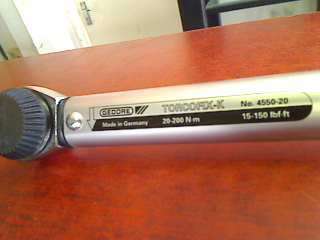 GEDORE TORCOFIX-K No. 4550-20
Made in Germany 20-200 N·m 15-150 lbf·ft